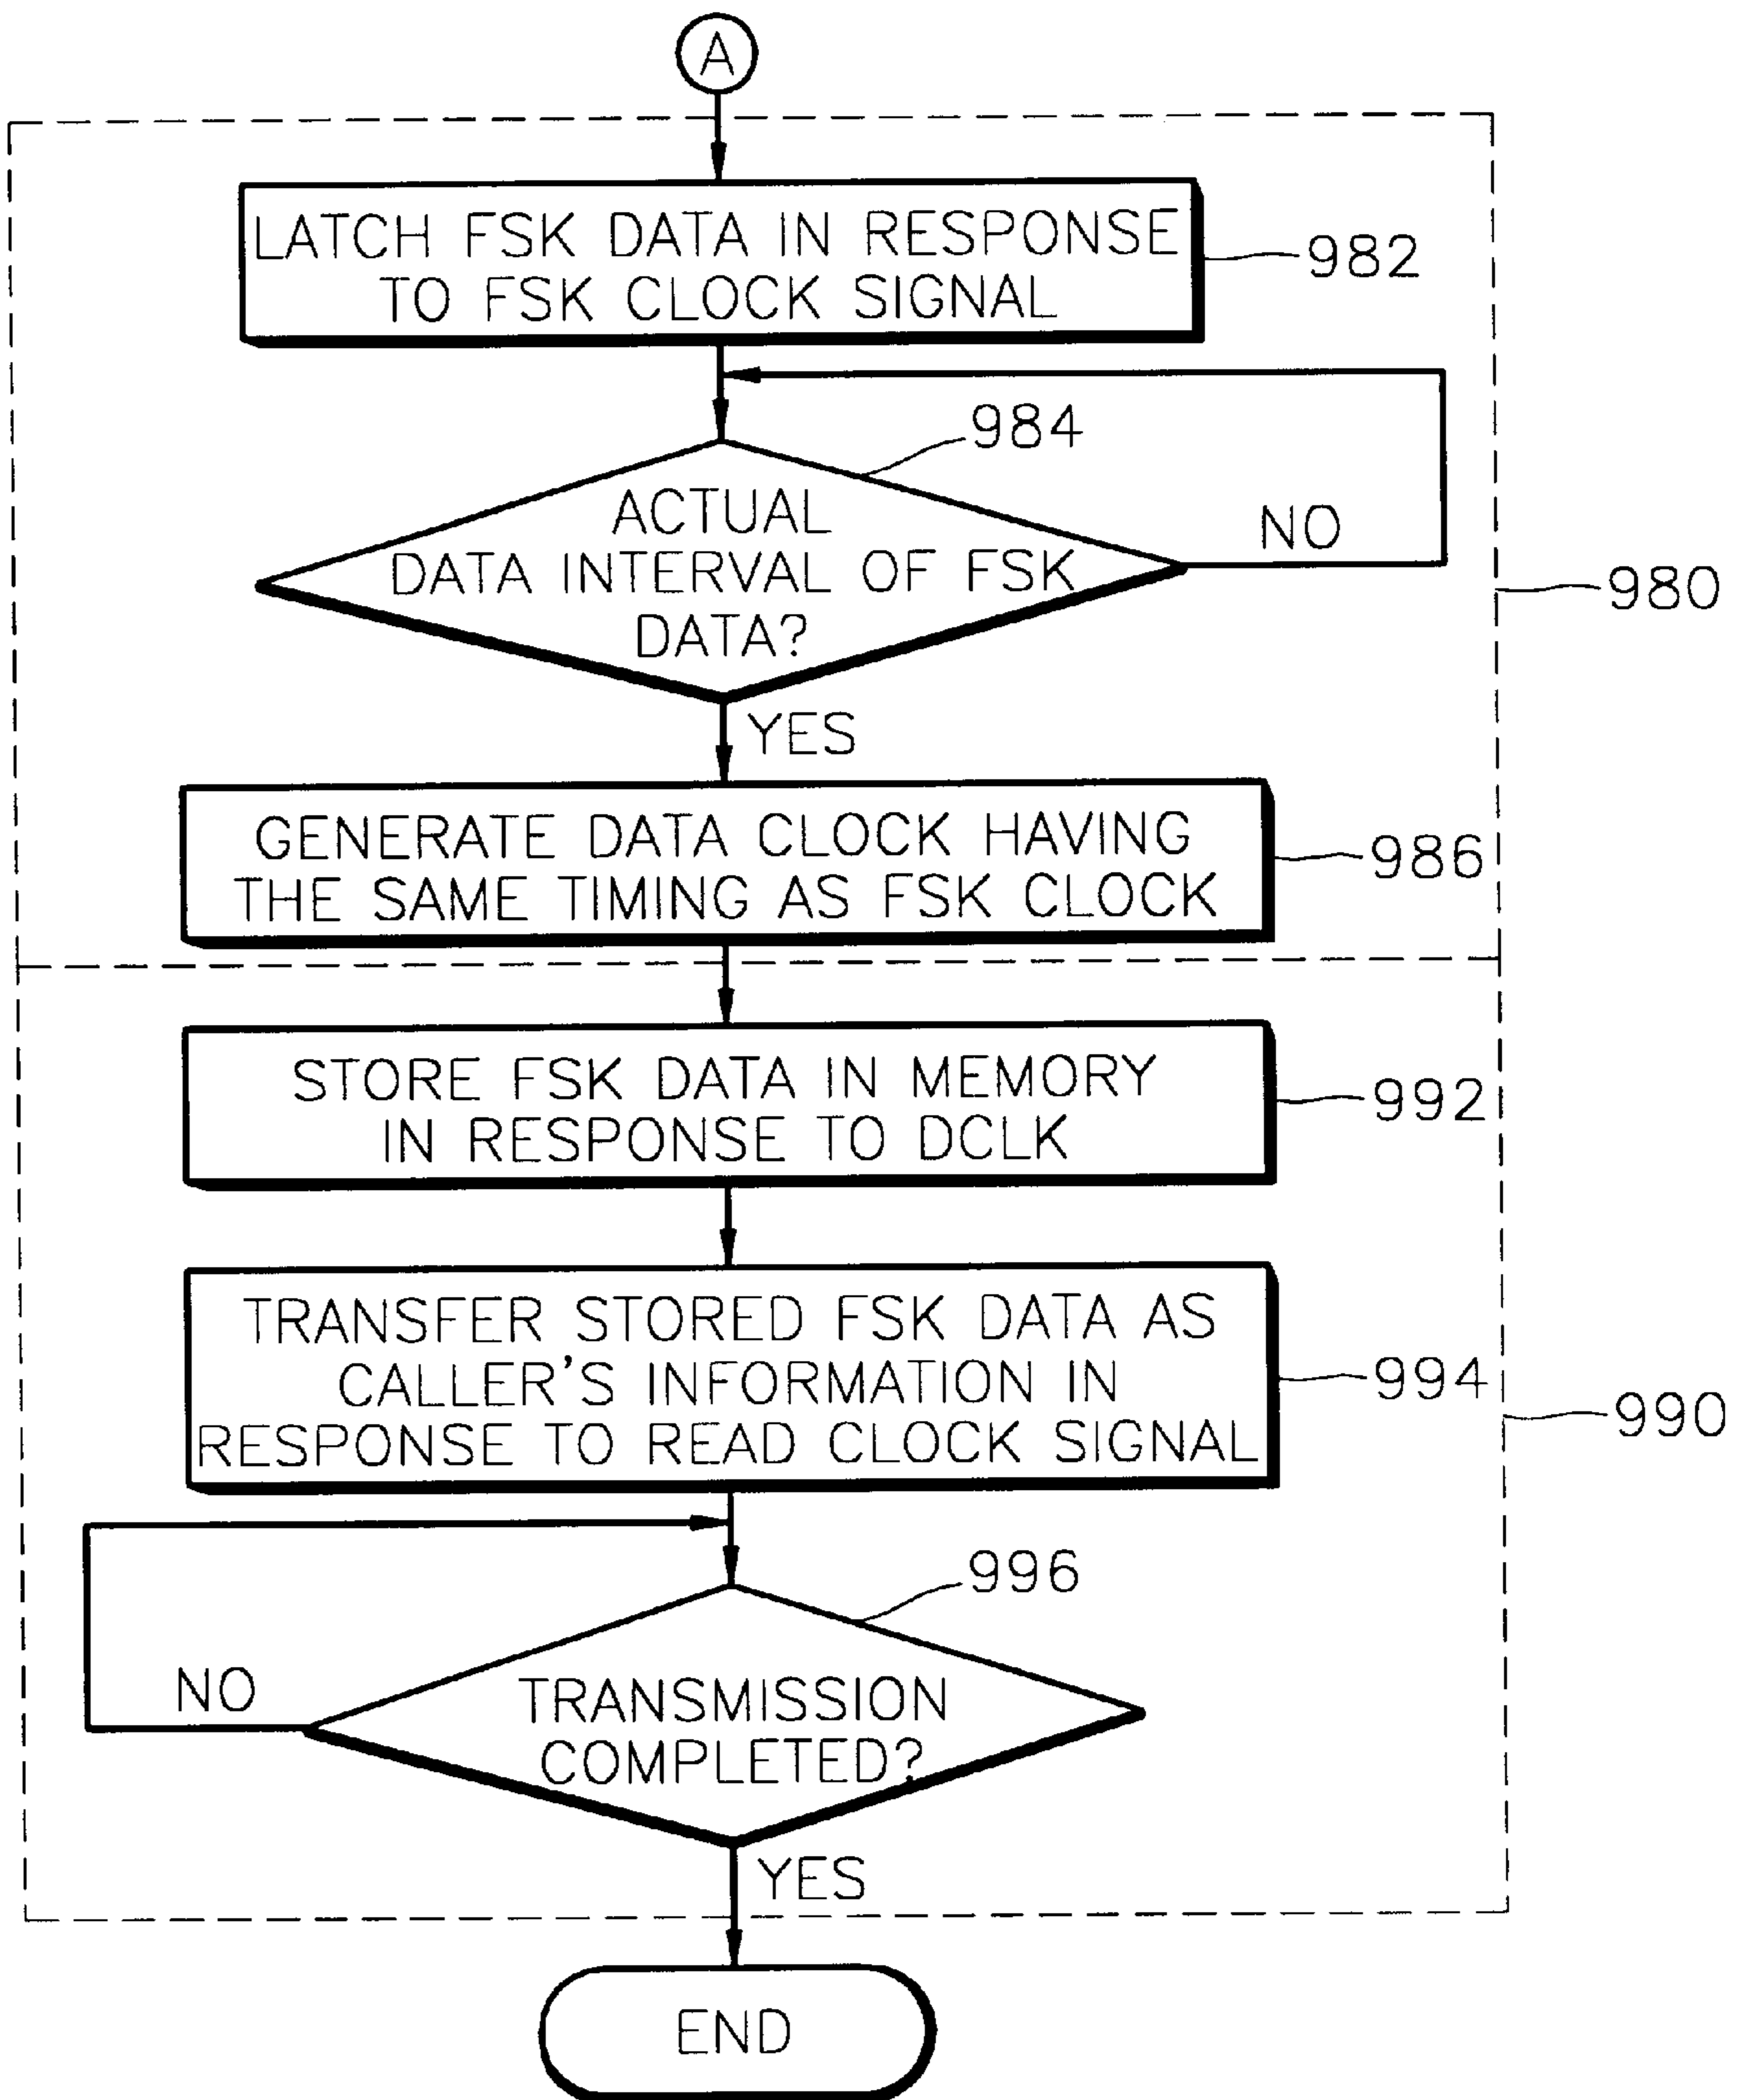 A
LATCH FSK DATA IN RESPONSE
TO FSK CLOCK SIGNAL
982
984
ACTUAL
DATA INTERVAL OF FSK
DATA?
NO
980
YES
GENERATE DATA CLOCK HAVING
THE SAME TIMING AS FSK CLOCK
986
STORE FSK DATA IN MEMORY
IN RESPONSE TO DCLK
992
TRANSFER STORED FSK DATA AS
CALLER'S INFORMATION IN
RESPONSE TO READ CLOCK SIGNAL
994
990
996
NO
TRANSMISSION
COMPLETED?
YES
END